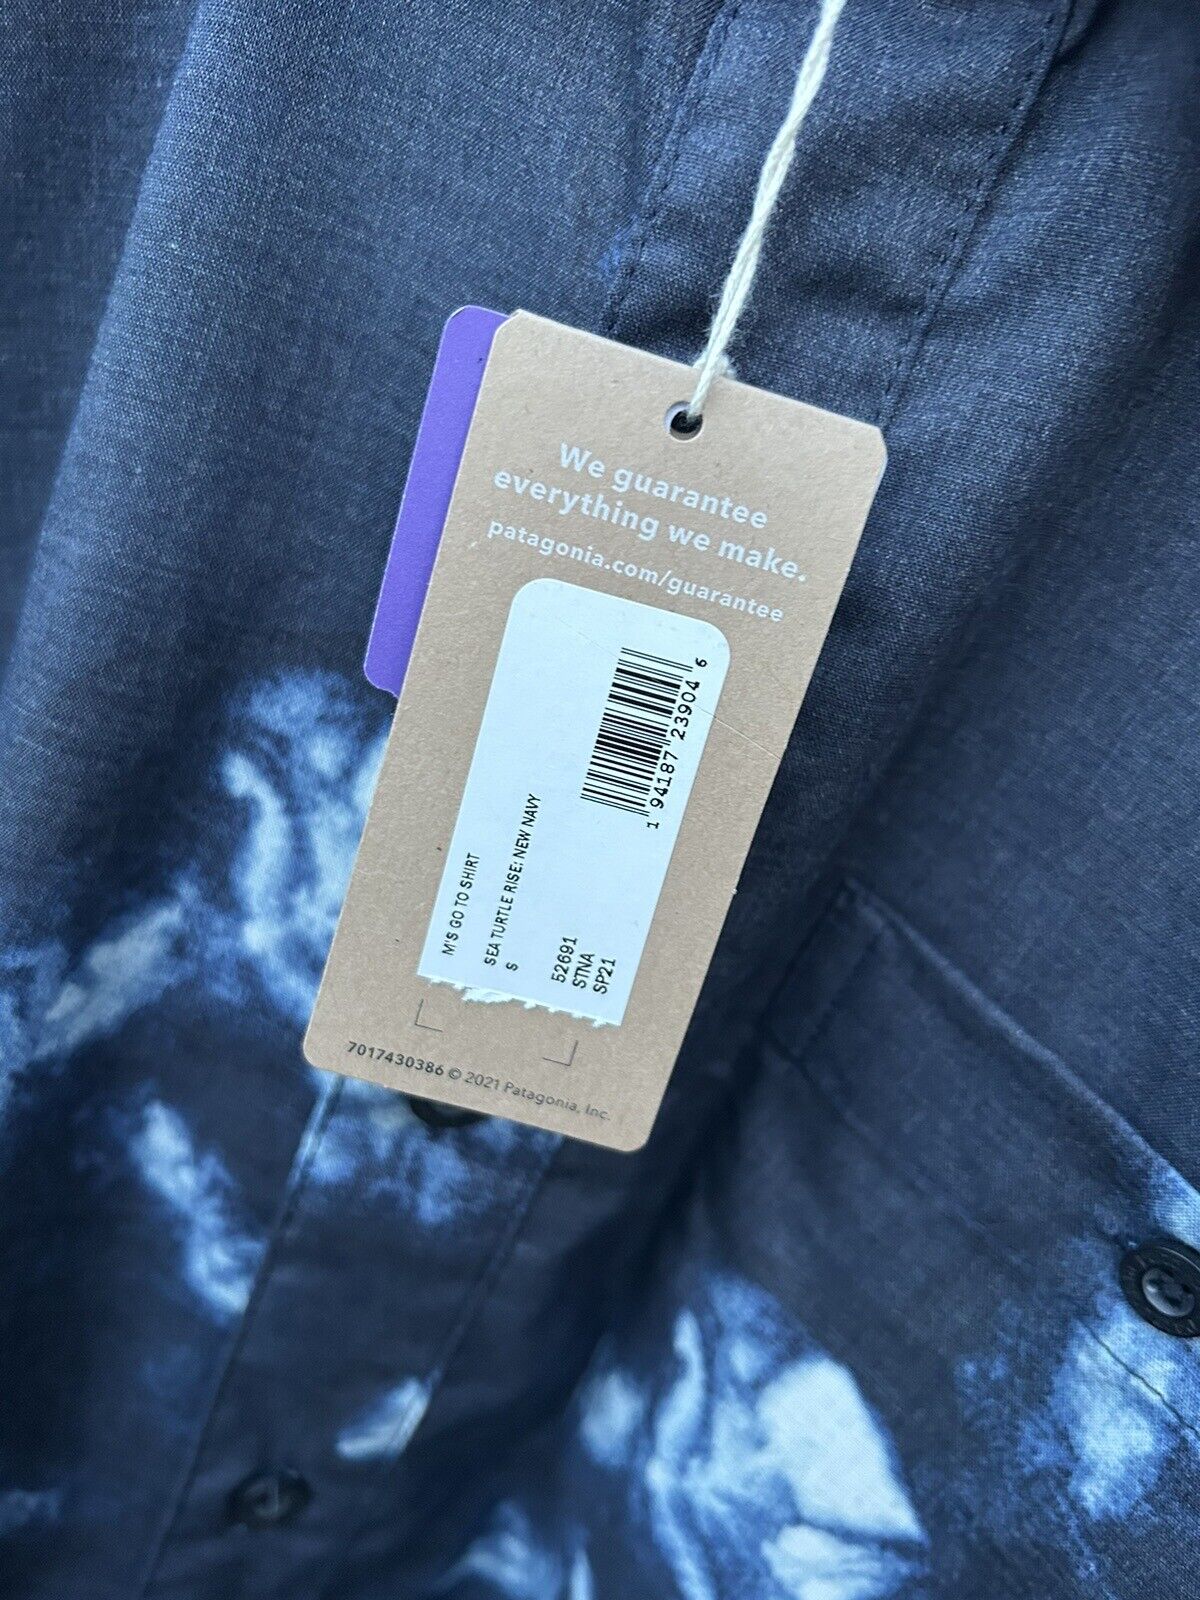 We guarantee
everything we make.
patagonia.com/guarantee
1 94187 23904 6
M'S GO TO SHIRT
SEA TURTLE RISE: NEW NAVY
S
52691
STNA
SP21
7017430386 © 2021 Patagonia, Inc.